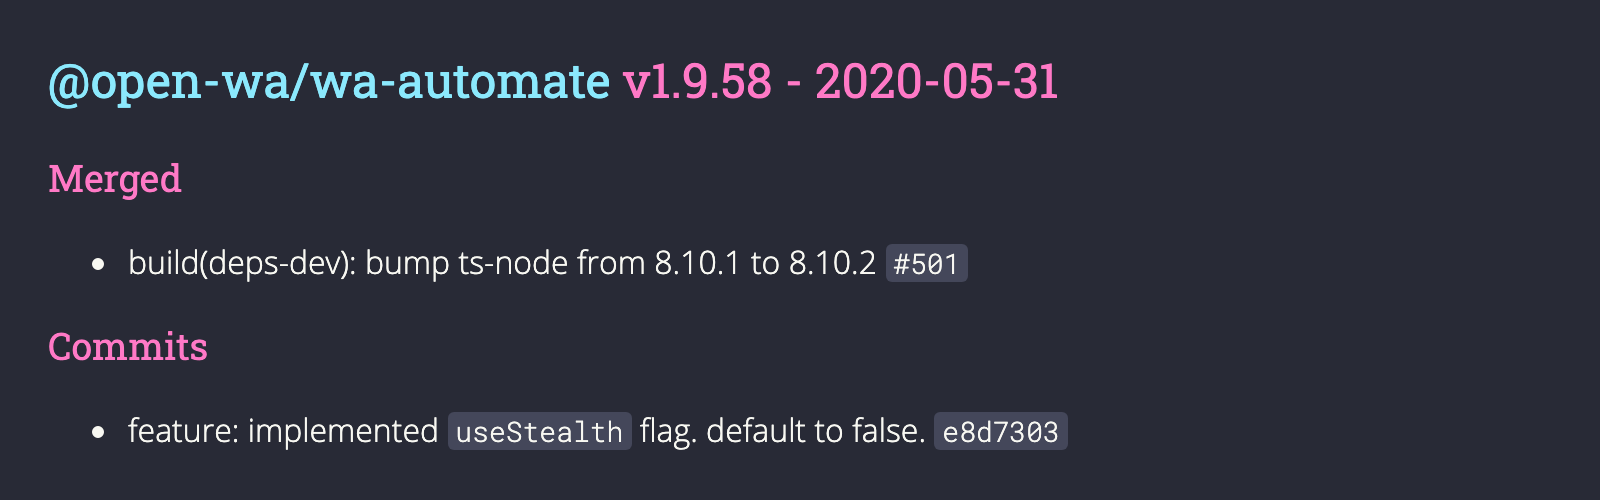 @open-wa/wa-automate v1.9.58 - 2020-05-31
Merged
build(deps-dev): bump ts-node from 8.10.1 to 8.10.2 #501
Commits
feature: implemented useStealth flag. default to false. e8d7303